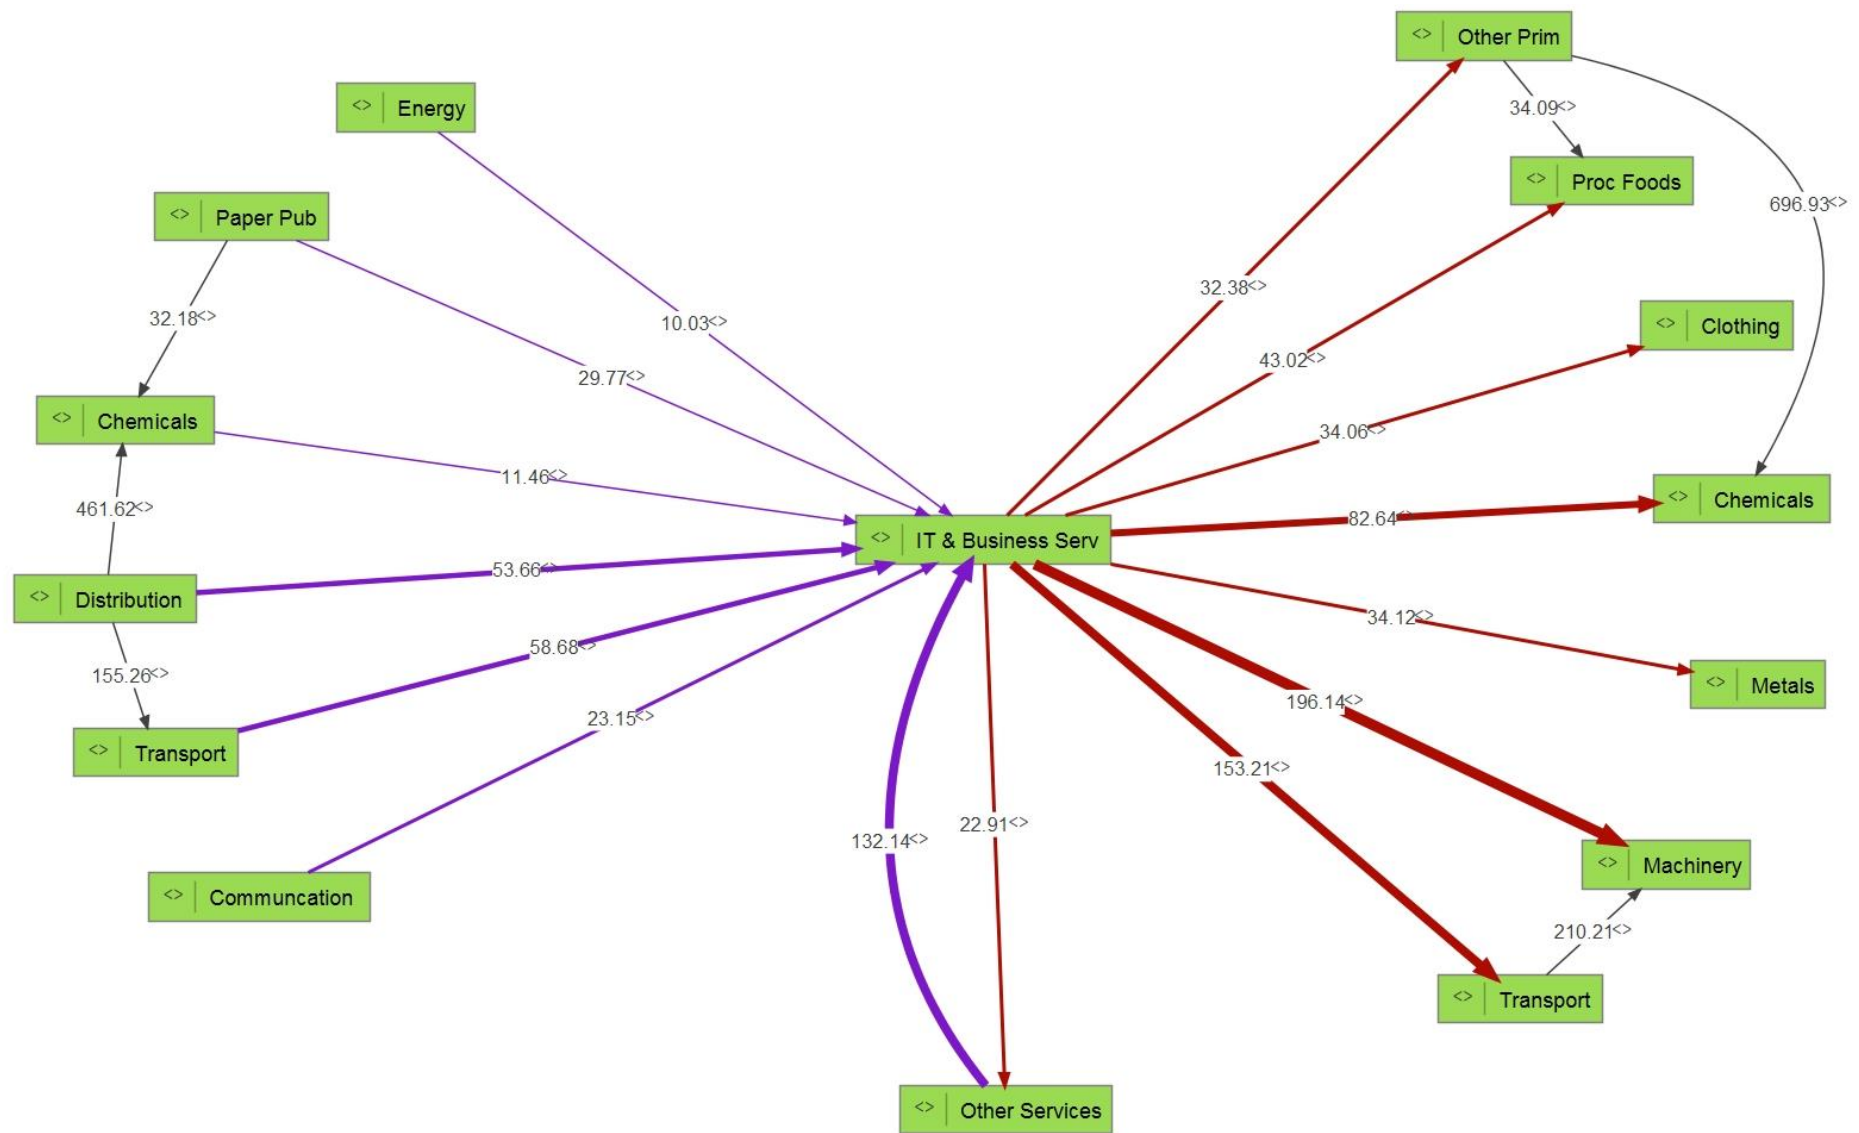 <> Other Prim
<> Energy
34.09<>
<> Proc Foods
<> Paper Pub
696.93<>
32.38<>
32.18<>
10.03<>
<> Clothing
43.02<>
29.77<>
<> Chemicals
34.06<>
11.46<>
<> Chemicals
461.62<>
82.64<>
<> IT & Business Serv
53.66<>
<> Distribution
34.12<>
58.68<>
155.26<>
<> Metals
196.14<>
23.15<>
<> Transport
153.21<>
22.91<>
132.14<>
<> Machinery
<> Communcation
210.21<>
<> Transport
<> Other Services